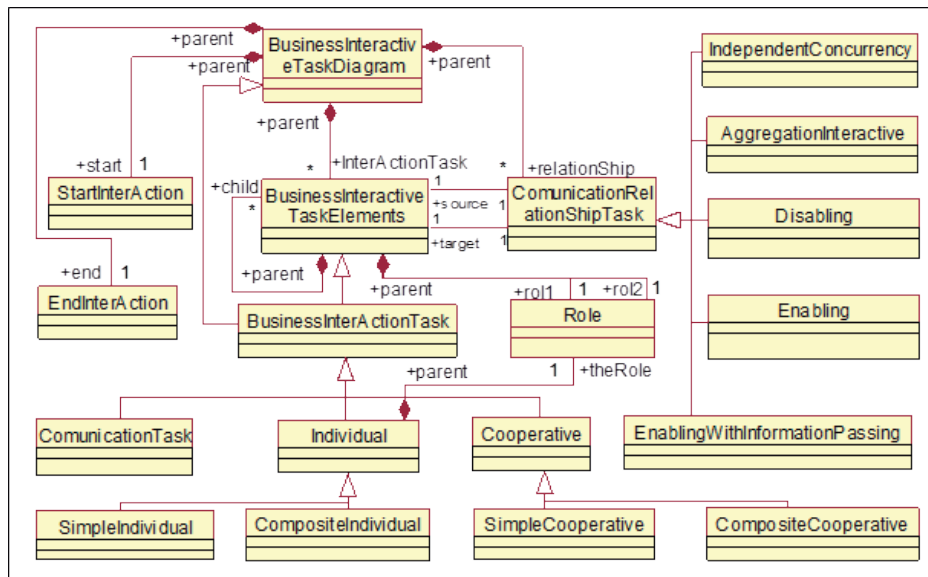 +parent
BusinessInteractiv
eTaskDiagram
+parent
+parent
+parent
IndependentConcurrency
AggregationInteractive
Disabling
Enabling
EnablingWithInformationPassing
+start 1
StartInterAction
+end 1
EndInterAction
* +InterActionTask
+child
*
BusinessInteractive
TaskElements
1
+source 1
1
+target 1
*
+relationShip
ComunicationRel
ationShipTask
+parent
+parent
+rol1 1 +rol2 1
Role
1 +theRole
BusinessInterActionTask
+parent
ComunicationTask
Individual
Cooperative
SimpleIndividual
CompositeIndividual
SimpleCooperative
CompositeCooperative